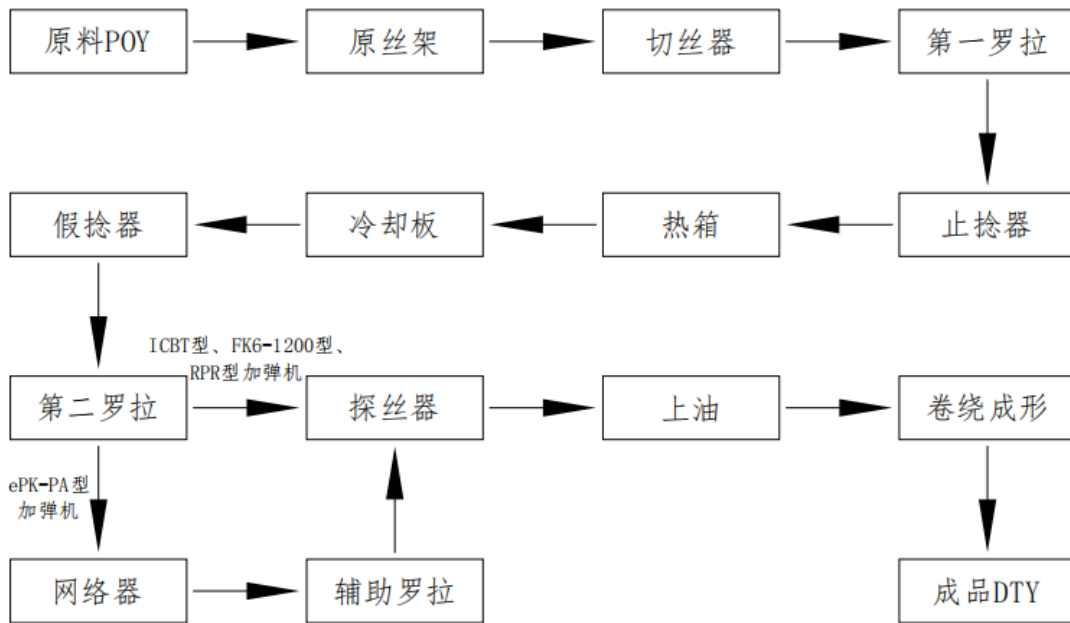 原料POY
原丝架
切丝器
第一罗拉
假捻器
冷却板
热箱
止捻器
ICBT型、FK6-1200型、
RPR型加弹机
第二罗拉
探丝器
上油
卷绕成形
ePK-PA型
加弹机
网络器
辅助罗拉
成品DTY